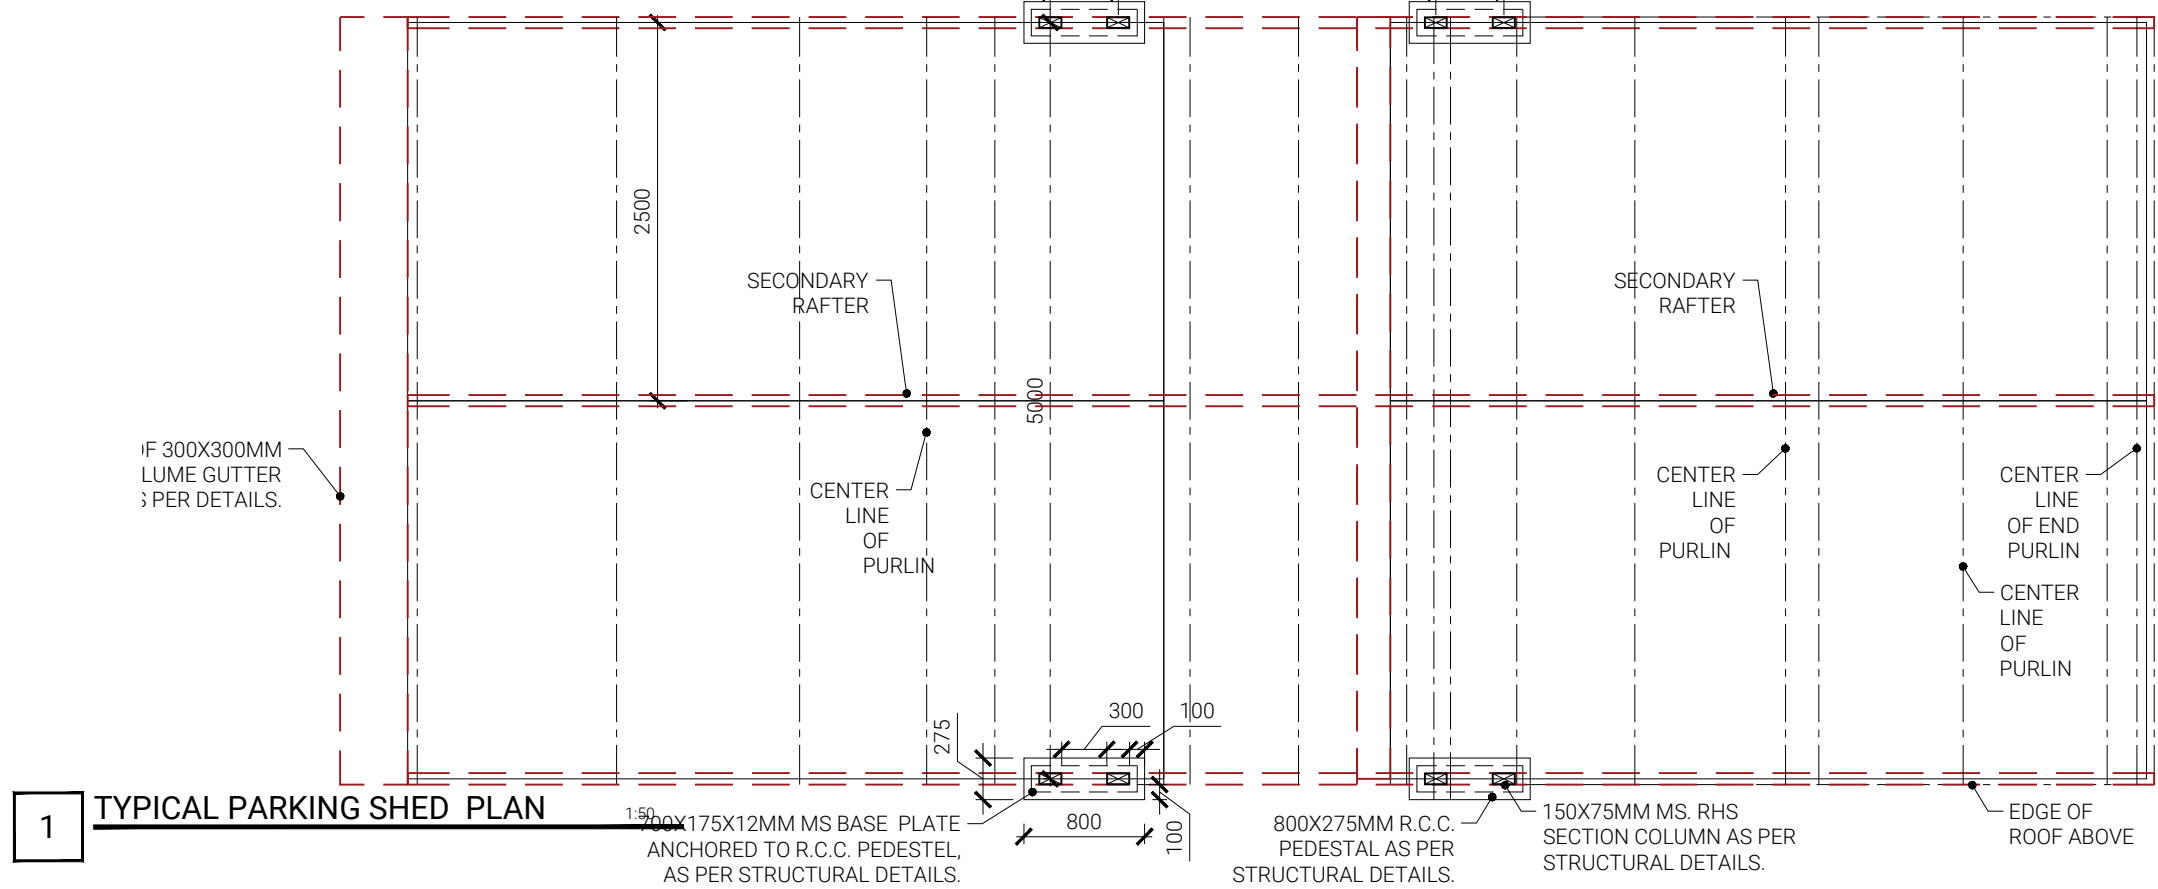 2500
SECONDARY
RAFTER
SECONDARY
RAFTER
5000
300X300MM
GUTTER
PER DETAILS.
CENTER
LINE
OF
PURLIN
CENTER
LINE
OF
PURLIN
CENTER
LINE
OF END
PURLIN
CENTER
LINE
OF
PURLIN
275
300
100
1
TYPICAL PARKING SHED PLAN
1:50
700X175X12MM MS BASE PLATE
ANCHORED TO R.C.C. PEDESTEL,
AS PER STRUCTURAL DETAILS.
800
100
800X275MM R.C.C.
PEDESTAL AS PER
STRUCTURAL DETAILS.
150X75MM MS. RHS
SECTION COLUMN AS PER
STRUCTURAL DETAILS.
EDGE OF
ROOF ABOVE